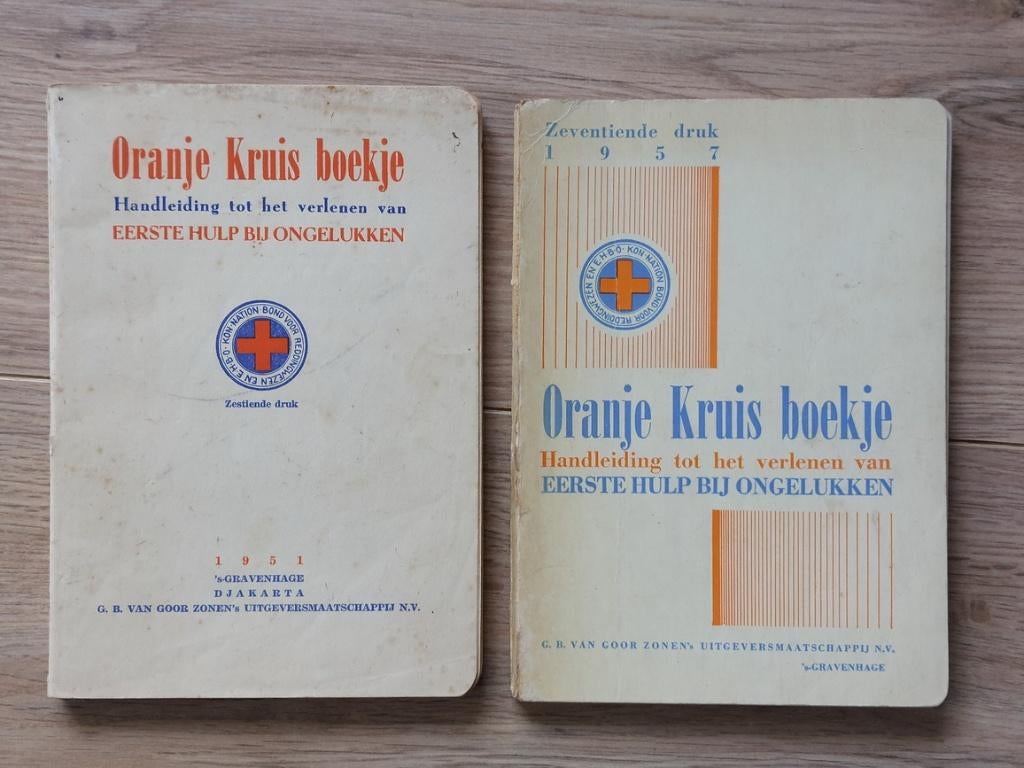 Oranje Kruis boekje
Handleiding tot het verlenen van
EERSTE HULP BIJ ONGELUKKEN
KON·NATION·BOND VOOR REDDINGWEZEN EN E.H.B.O·
Zestiende druk
1 9 5 1
's-GRAVENHAGE
DJAKARTA
G. B. VAN GOOR ZONEN's UITGEVERSMAATSCHAPPIJ N.V.
Zeventiende druk
1 9 5 7
KON·NATION·BOND VOOR REDDINGWEZEN EN E.H.B.O·
Oranje Kruis boekje
Handleiding tot het verlenen van
EERSTE HULP BIJ ONGELUKKEN
G. B. VAN GOOR ZONEN's UITGEVERSMAATSCHAPPIJ N.V.
's-GRAVENHAGE